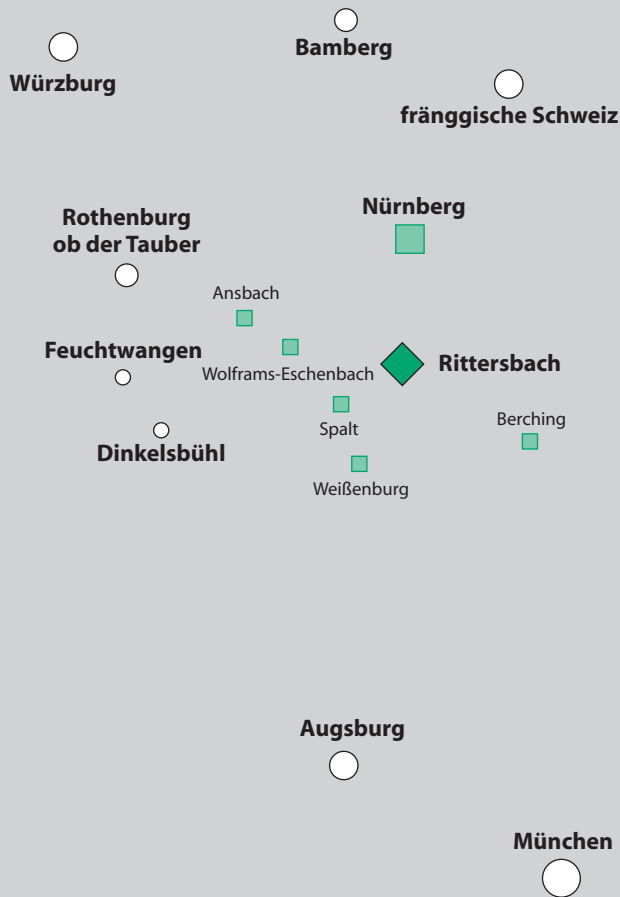 Bamberg
Würzburg
fränggische Schweiz
Nürnberg
Rothenburg
ob der Tauber
Ansbach
Feuchtwangen
Wolframs-Eschenbach
Rittersbach
Berching
Spalt
Dinkelsbühl
Weißenburg
Augsburg
München